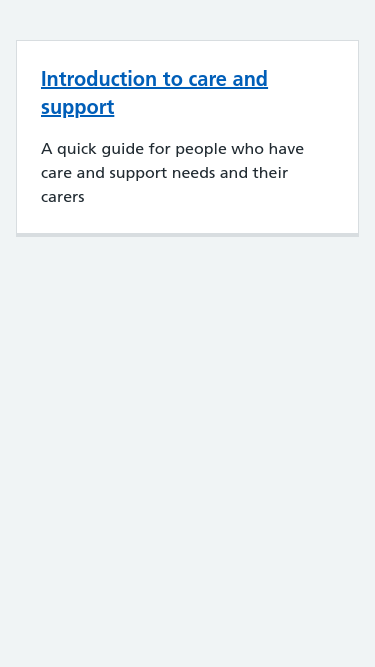 Introduction to care and
support
A quick guide for people who have
care and support needs and their
carers